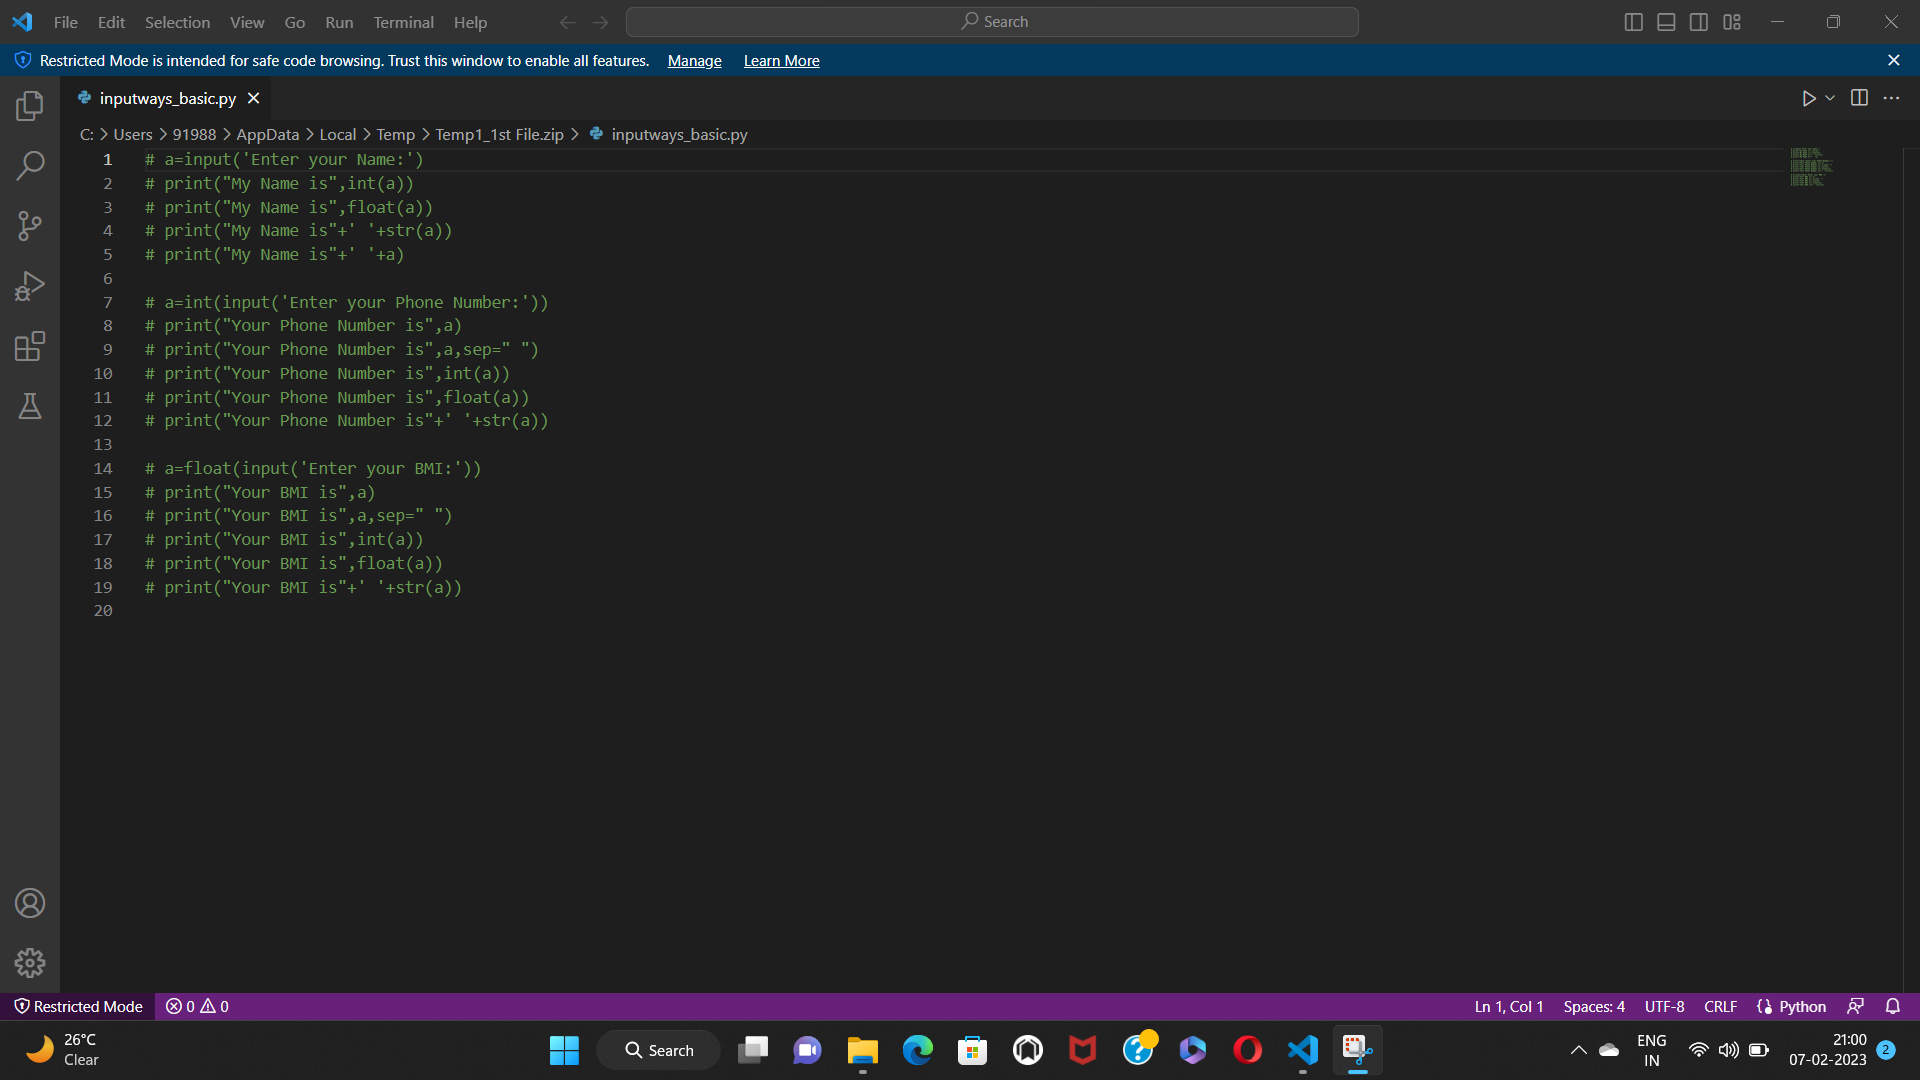 File Edit Selection View Go Run Terminal Help Search
Restricted Mode is intended for safe code browsing. Trust this window to enable all features. Manage Learn More
inputways_basic.py
C: > Users > 91988 > AppData > Local > Temp > Temp1_1st File.zip > inputways_basic.py
1 # a=input('Enter your Name:')
2 # print("My Name is",int(a))
3 # print("My Name is",float(a))
4 # print("My Name is"+' '+str(a))
5 # print("My Name is"+' '+a)
6
7 # a=int(input('Enter your Phone Number:'))
8 # print("Your Phone Number is",a)
9 # print("Your Phone Number is",a,sep=" ")
10 # print("Your Phone Number is",int(a))
11 # print("Your Phone Number is",float(a))
12 # print("Your Phone Number is"+' '+str(a))
13
14 # a=float(input('Enter your BMI:'))
15 # print("Your BMI is",a)
16 # print("Your BMI is",a,sep=" ")
17 # print("Your BMI is",int(a))
18 # print("Your BMI is",float(a))
19 # print("Your BMI is"+' '+str(a))
20
Restricted Mode 0 0 Ln 1, Col 1 Spaces: 4 UTF-8 CRLF Python
26°C
Clear
Search
ENG
IN
21:00
07-02-2023
2